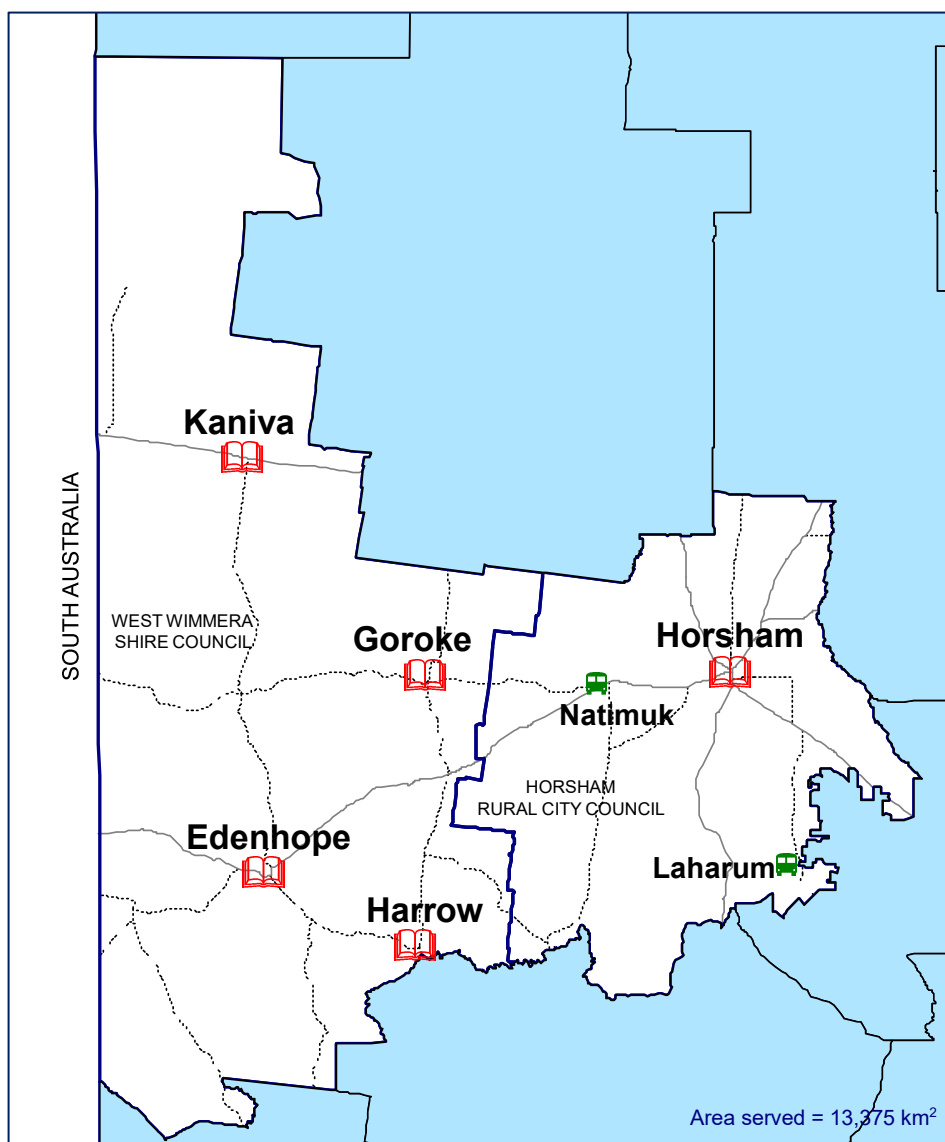 Kaniva
SOUTH AUSTRALIA
WEST WIMMERA
SHIRE COUNCIL
Goroke
Horsham
Natimuk
HORSHAM
RURAL CITY COUNCIL
Edenhope
Laharum
Harrow
Area served = 13,375 km²